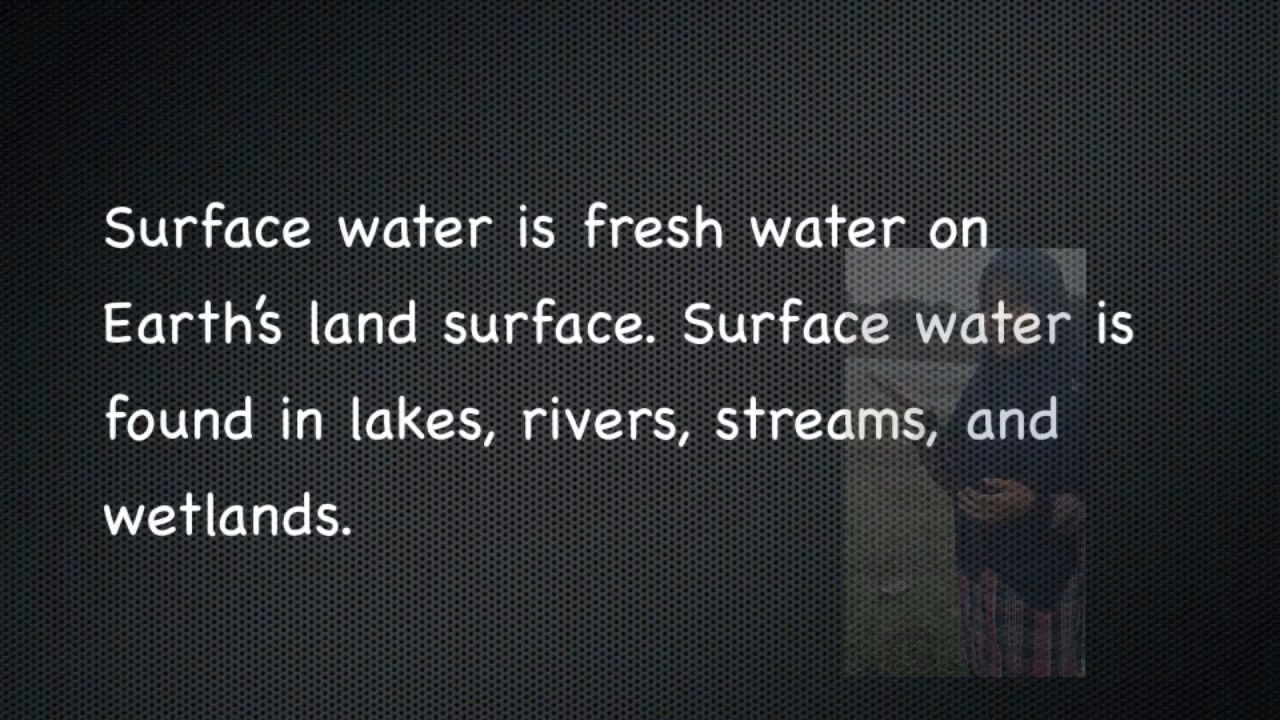 Surface water is fresh water on
Earth's land surface. Surface water is
found in lakes, rivers, streams, and
wetlands.